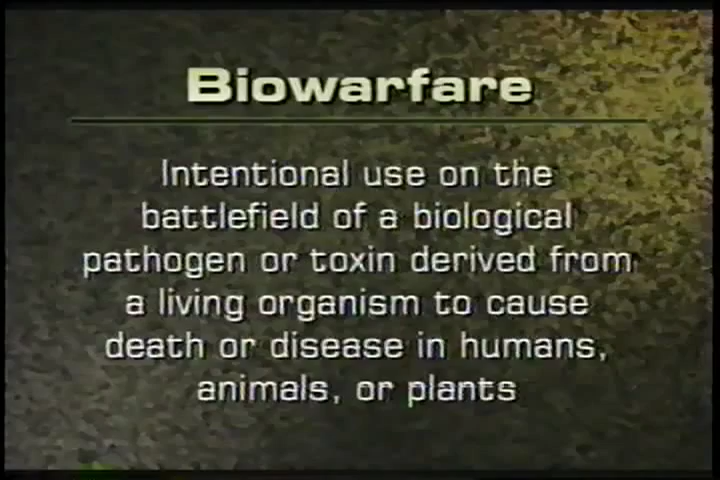 Biowarfare
Intentional use on the
battlefield of a biological
pathogen or toxin derived from
a living organism to cause
death or disease in humans,
animals, or plants